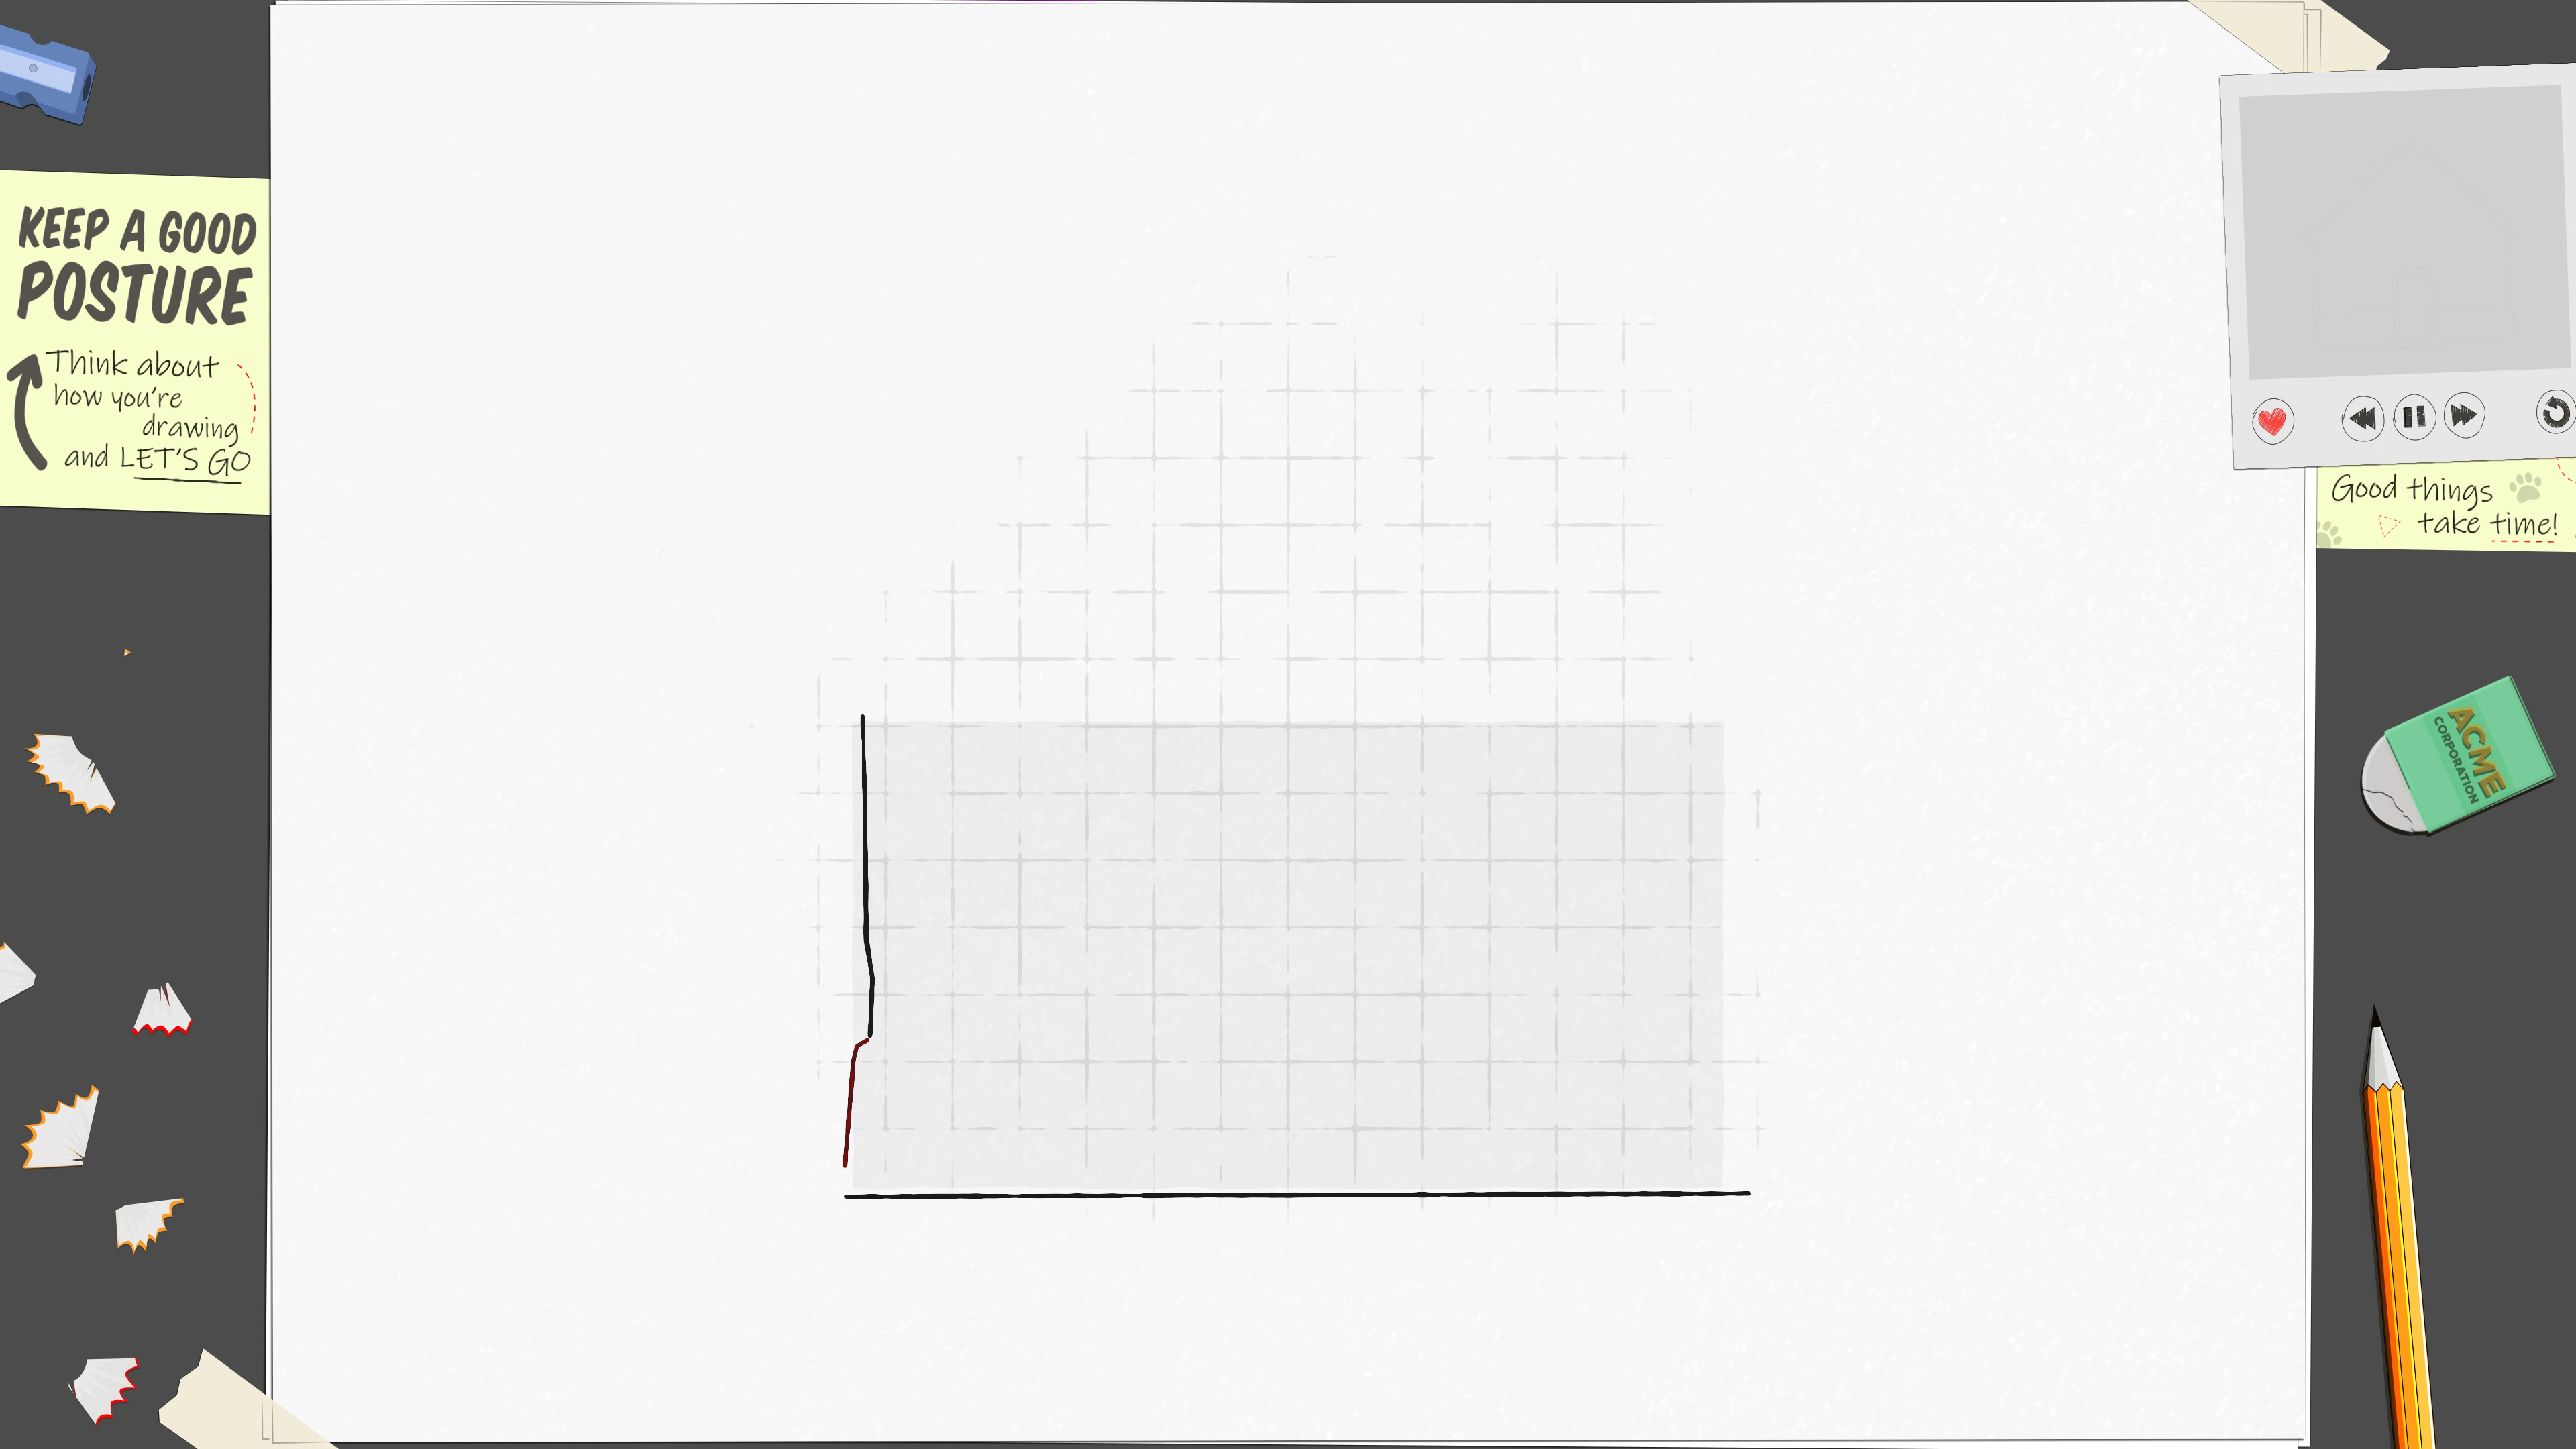 KEEP A GOOD
POSTURE
Think about
how you're
drawing
and LET'S GO
Good things
take time!
ACME
CORPORATION